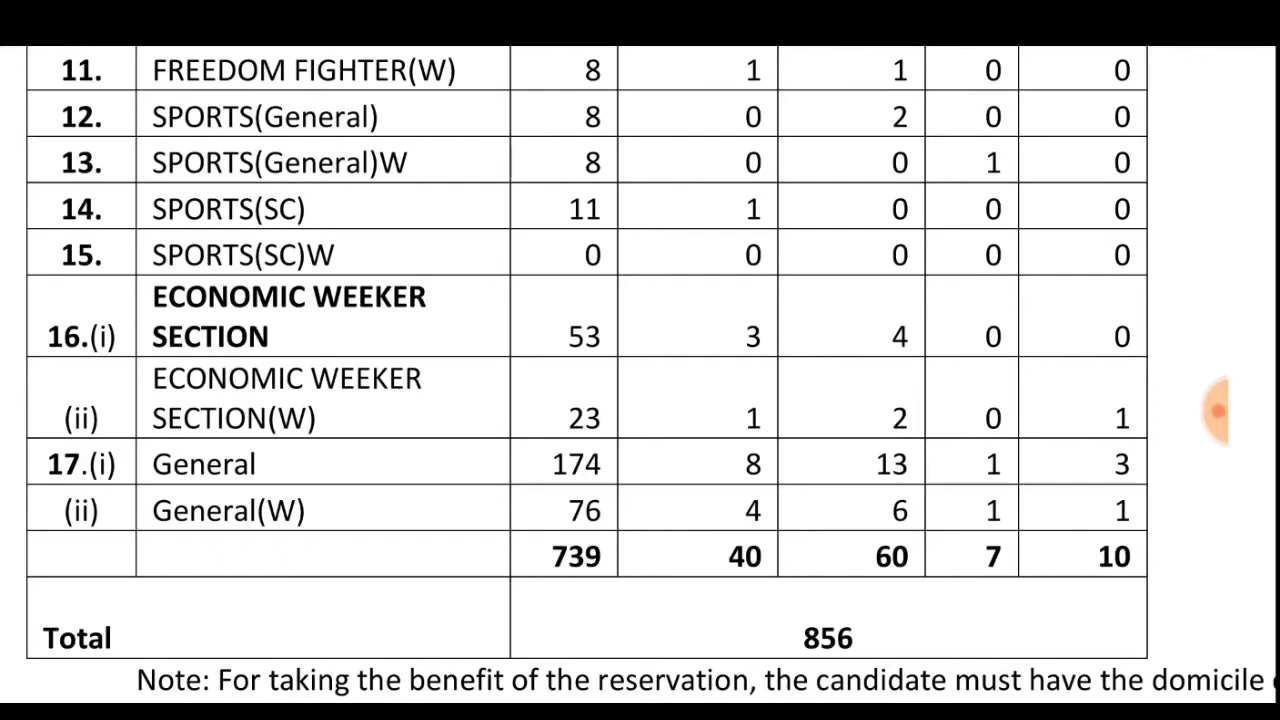 11. FREEDOM FIGHTER(W) 8 1 1 0 0
12. SPORTS(General) 8 0 2 0 0
13. SPORTS(General)W 8 0 0 1 0
14. SPORTS(SC) 11 1 0 0 0
15. SPORTS(SC)W 0 0 0 0 0
ECONOMIC WEEKER
16.(i) SECTION 53 3 4 0 0
ECONOMIC WEEKER
(ii) SECTION(W) 23 1 2 0 1
17.(i) General 174 8 13 1 3
(ii) General(W) 76 4 6 1 1
739 40 60 7 10
Total 856
Note: For taking the benefit of the reservation, the candidate must have the domicile